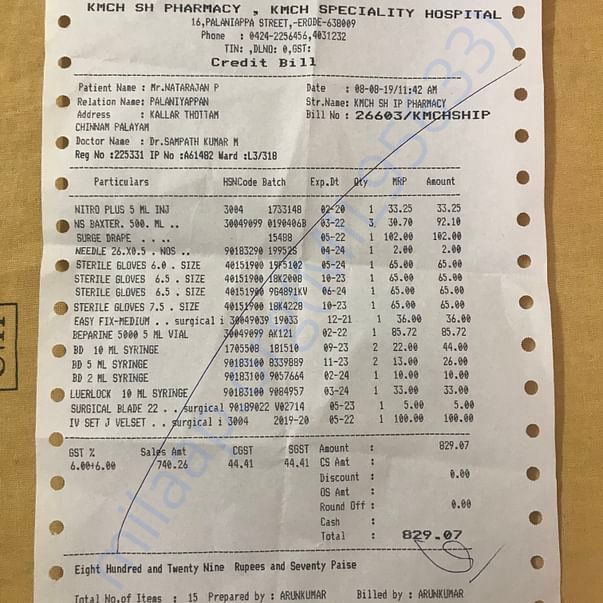 KMCH SH PHARMACY , KMCH SPECIALITY HOSPITAL
16,PALANIAPPA STREET,-ERODE-638009
Phone : 0424-2256456,4031232
TIN: ,DLNO: 0,GST:
Credit Bill
Patient Name : Mr.NATARAJAN P Date : 08-08-19/11:42 AM
Relation Name: PALANIYAPPAN Str.Name: KMCH SH IP PHARMACY
Address : KALLAR THOTTAM Bill No : 26603/KMCHSHIP
CHINNAM PALAYAM
Doctor Name : Dr.SAMPATH KUMAR M
Reg No :225331 IP No :A61482 Ward :L3/318
Particulars HSNCode Batch Exp.Dt Qty MRP Amount
NITRO PLUS 5 ML INJ 3004 1733148 02-20 1 33.25 33.25
NS BAXTER. 500. ML .. 30049099 0190406B 03-22 3 30.70 92.10
SURGE DRAPE . . .. 15488 05-22 1 102.00 102.00
NEEDLE 26.X0.5 . NOS .. 90183290 199525 04-24 1 2.00 2.00
STERILE GLOVES 6.0 . SIZE 40151900 19F5102 05-24 1 65.00 65.00
STERILE GLOVES 6.5 . SIZE 40151900 18K2008 10-23 1 65.00 65.00
STERILE GLOVES 6.5 . SIZE 40151900 9G4891KV 06-24 1 65.00 65.00
STERILE GLOVES 7.5 . SIZE 40151900 18K4228 10-23 1 65.00 65.00
EASY FIX-MEDIUM .. surgical i 30049039 19033 12-21 1 36.00 36.00
BEPARINE 5000 5 ML VIAL 30049099 AK121 02-22 1 85.72 85.72
BD 10 ML SYRINGE 1705508 181510 09-23 2 22.00 44.00
BD 5 ML SYRINGE 90183100 8339889 11-23 2 13.00 26.00
BD 2 ML SYRINGE 90183100 9057664 02-24 1 10.00 10.00
LUERLOCK 10 ML SYRINGE 90183100 9084957 03-24 1 33.00 33.00
SURGICAL BLADE 22 . . surgical 90189022 V02714 05-23 1 5.00 5.00
IV SET J VELSET .. surgical i 3004 2019-20 05-22 1 100.00 100.00
GST % Sales Amt CGST SGST Amount : 829.07
6.00+6.00 740.26 44.41 44.41 CS Amt :
Discount : 0.00
OS Amt :
Round Off : 0.00
Cash :
Total : 829.07
Eight Hundred and Twenty Nine Rupees and Seventy Paise
Total No.of Items : 15 Prepared by : ARUNKUMAR Billed by : ARUNKUMAR